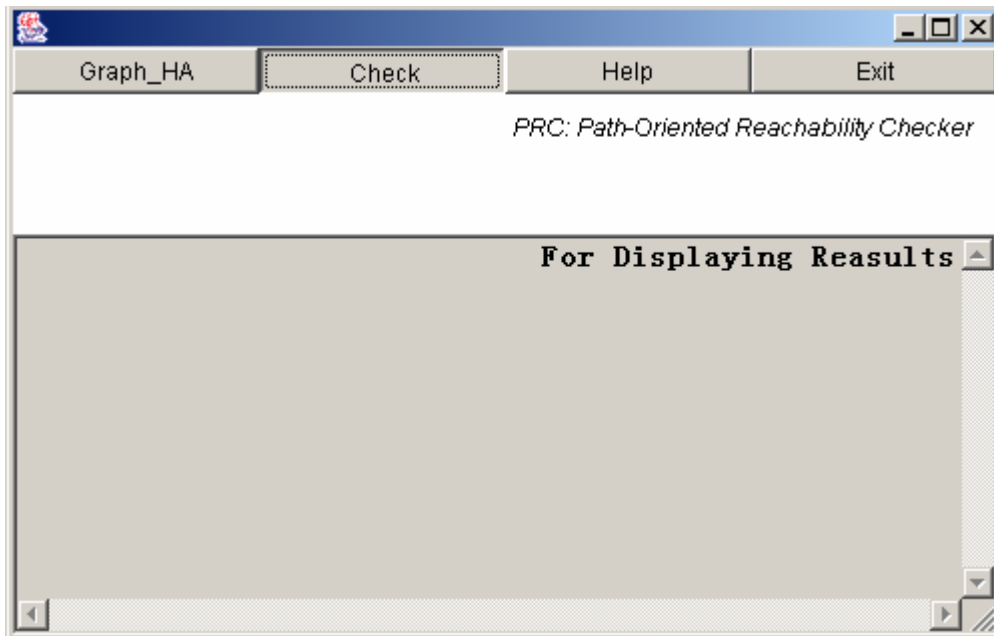 Graph_HA Check Help Exit
PRC: Path-Oriented Reachability Checker
For Displaying Reasults